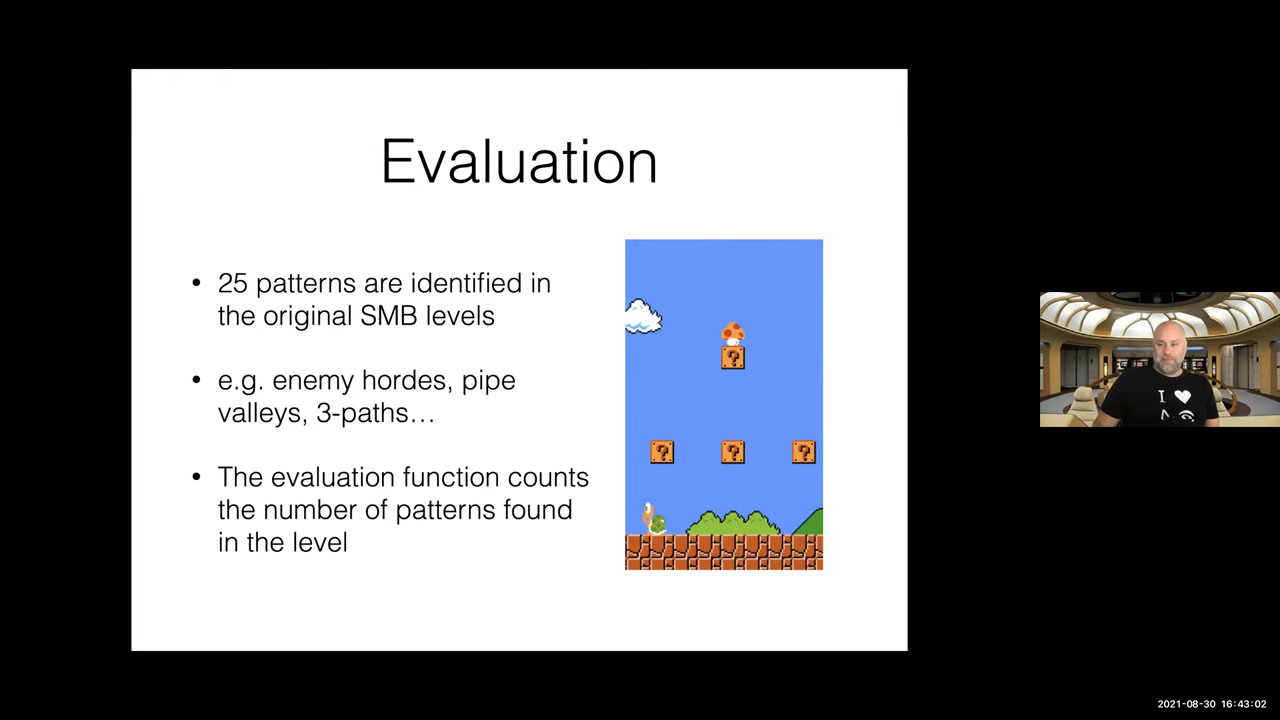 Evaluation
• 25 patterns are identified in
the original SMB levels
• e.g. enemy hordes, pipe
valleys, 3-paths…
• The evaluation function counts
the number of patterns found
in the level
?
? ? ?
I
2021-08-30 16:43:02